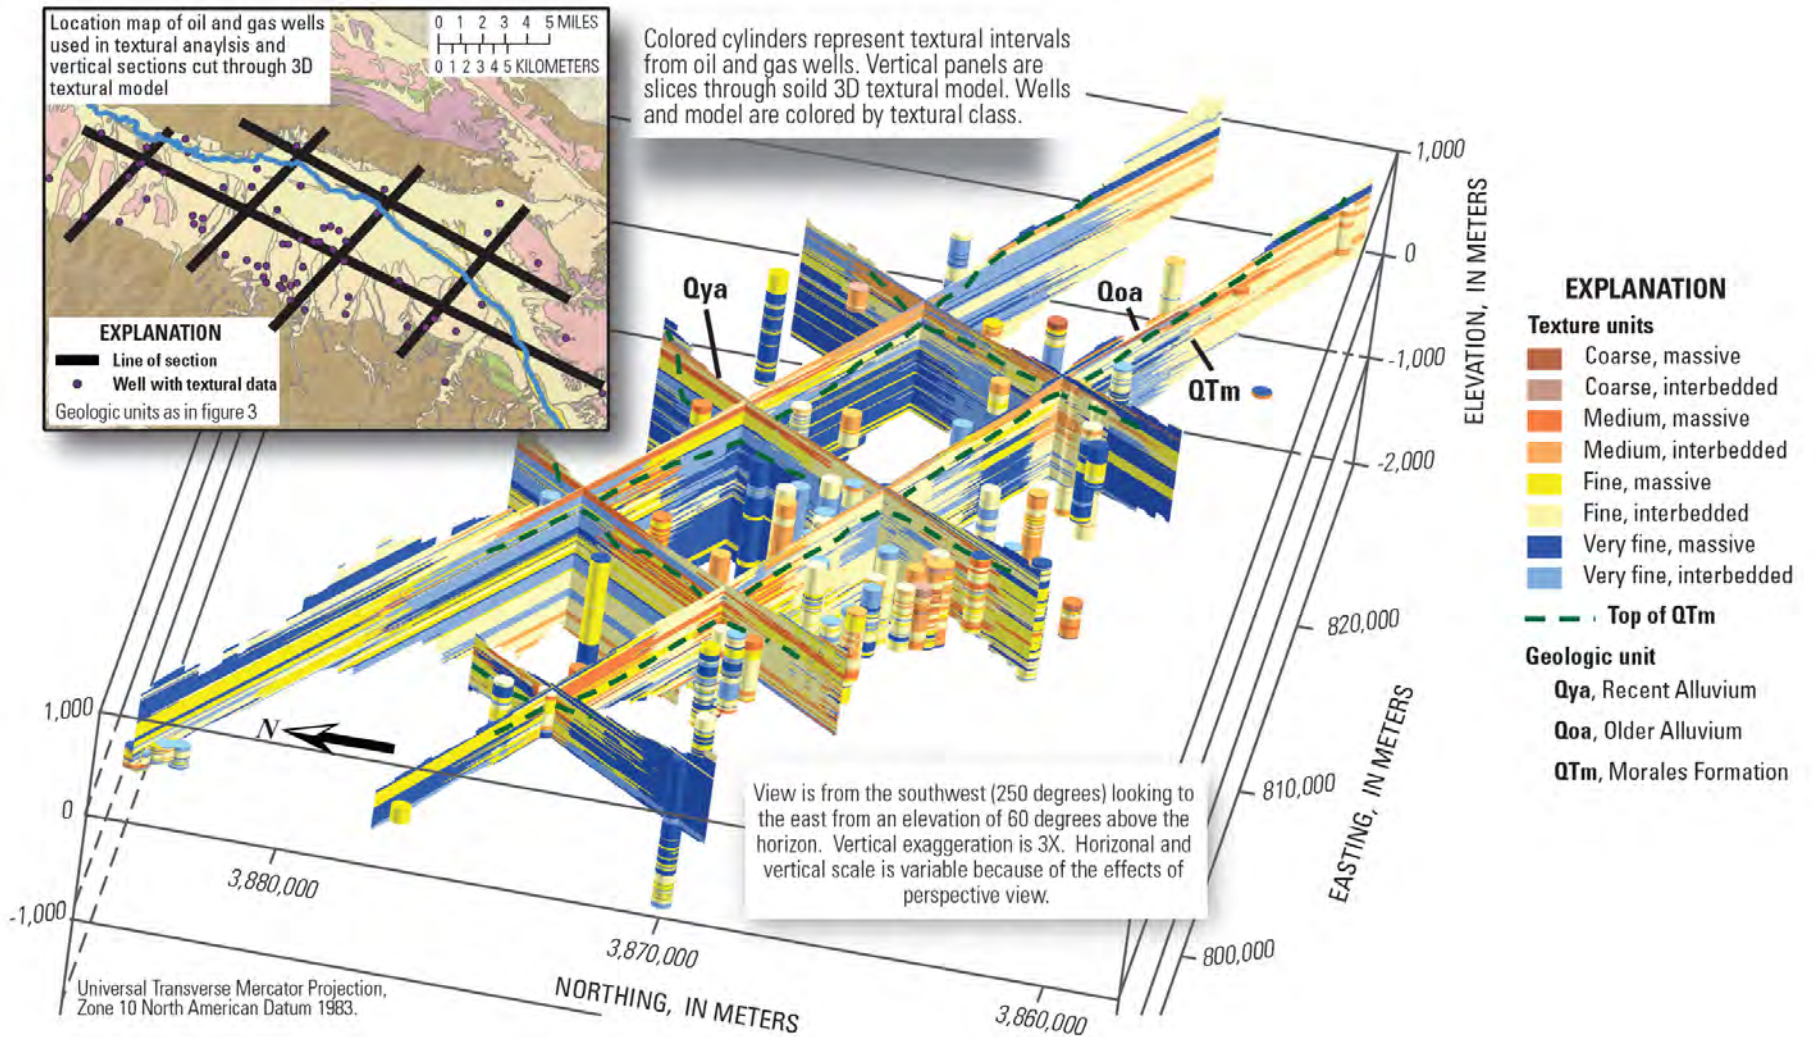 Location map of oil and gas wells
used in textural anaylsis and
vertical sections cut through 3D
textural model
0 1 2 3 4 5 MILES
0 1 2 3 4 5 KILOMETERS
EXPLANATION
Line of section
Well with textural data
Geologic units as in figure 3
Colored cylinders represent textural intervals
from oil and gas wells. Vertical panels are
slices through soild 3D textural model. Wells
and model are colored by textural class.
Qya
Qoa
QTm
1,000
0
-1,000
-2,000
ELEVATION, IN METERS
820,000
810,000
800,000
EASTING, IN METERS
1,000
0
-1,000
N
3,880,000
3,870,000
3,860,000
NORTHING, IN METERS
View is from the southwest (250 degrees) looking to
the east from an elevation of 60 degrees above the
horizon. Vertical exaggeration is 3X. Horizonal and
vertical scale is variable because of the effects of
perspective view.
Universal Transverse Mercator Projection,
Zone 10 North American Datum 1983.
EXPLANATION
Texture units
Coarse, massive
Coarse, interbedded
Medium, massive
Medium, interbedded
Fine, massive
Fine, interbedded
Very fine, massive
Very fine, interbedded
Top of QTm
Geologic unit
Qya, Recent Alluvium
Qoa, Older Alluvium
QTm, Morales Formation